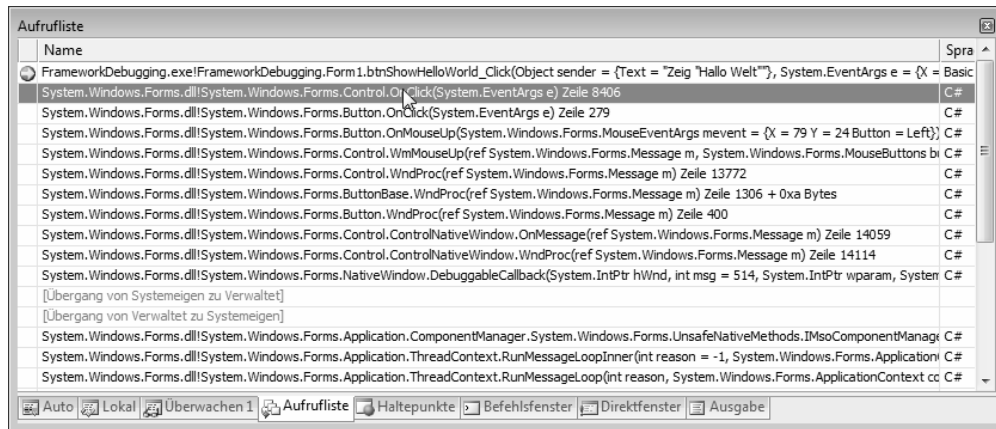 Aufrufliste
Name Spra
FrameworkDebugging.exe!FrameworkDebugging.Form1.btnShowHelloWorld_Click(Object sender = {Text = "Zeig "Hallo Welt""}, System.EventArgs e = {X = Basic
System.Windows.Forms.dll!System.Windows.Forms.Control.OnClick(System.EventArgs e) Zeile 8406 C#
System.Windows.Forms.dll!System.Windows.Forms.Button.OnClick(System.EventArgs e) Zeile 279 C#
System.Windows.Forms.dll!System.Windows.Forms.Button.OnMouseUp(System.Windows.Forms.MouseEventArgs mevent = {X = 79 Y = 24 Button = Left}) C#
System.Windows.Forms.dll!System.Windows.Forms.Control.WmMouseUp(ref System.Windows.Forms.Message m, System.Windows.Forms.MouseButtons bu C#
System.Windows.Forms.dll!System.Windows.Forms.Control.WndProc(ref System.Windows.Forms.Message m) Zeile 13772 C#
System.Windows.Forms.dll!System.Windows.Forms.ButtonBase.WndProc(ref System.Windows.Forms.Message m) Zeile 1306 + 0xa Bytes C#
System.Windows.Forms.dll!System.Windows.Forms.Button.WndProc(ref System.Windows.Forms.Message m) Zeile 400 C#
System.Windows.Forms.dll!System.Windows.Forms.Control.ControlNativeWindow.OnMessage(ref System.Windows.Forms.Message m) Zeile 14059 C#
System.Windows.Forms.dll!System.Windows.Forms.Control.ControlNativeWindow.WndProc(ref System.Windows.Forms.Message m) Zeile 14114 C#
System.Windows.Forms.dll!System.Windows.Forms.NativeWindow.DebuggableCallback(System.IntPtr hWnd, int msg = 514, System.IntPtr wparam, System C#
[Übergang von Systemeigen zu Verwaltet]
[Übergang von Verwaltet zu Systemeigen]
System.Windows.Forms.dll!System.Windows.Forms.Application.ComponentManager.System.Windows.Forms.UnsafeNativeMethods.IMsoComponentManage C#
System.Windows.Forms.dll!System.Windows.Forms.Application.ThreadContext.RunMessageLoopInner(int reason = -1, System.Windows.Forms.Application C#
System.Windows.Forms.dll!System.Windows.Forms.Application.ThreadContext.RunMessageLoop(int reason, System.Windows.Forms.ApplicationContext co C#
Auto Lokal Überwachen 1 Aufrufliste Haltepunkte Befehlsfenster Direktfenster Ausgabe